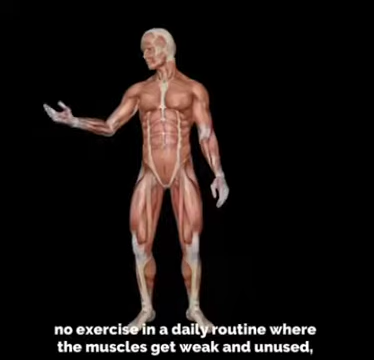 no exercise in a daily routine where
the muscles get weak and unused,